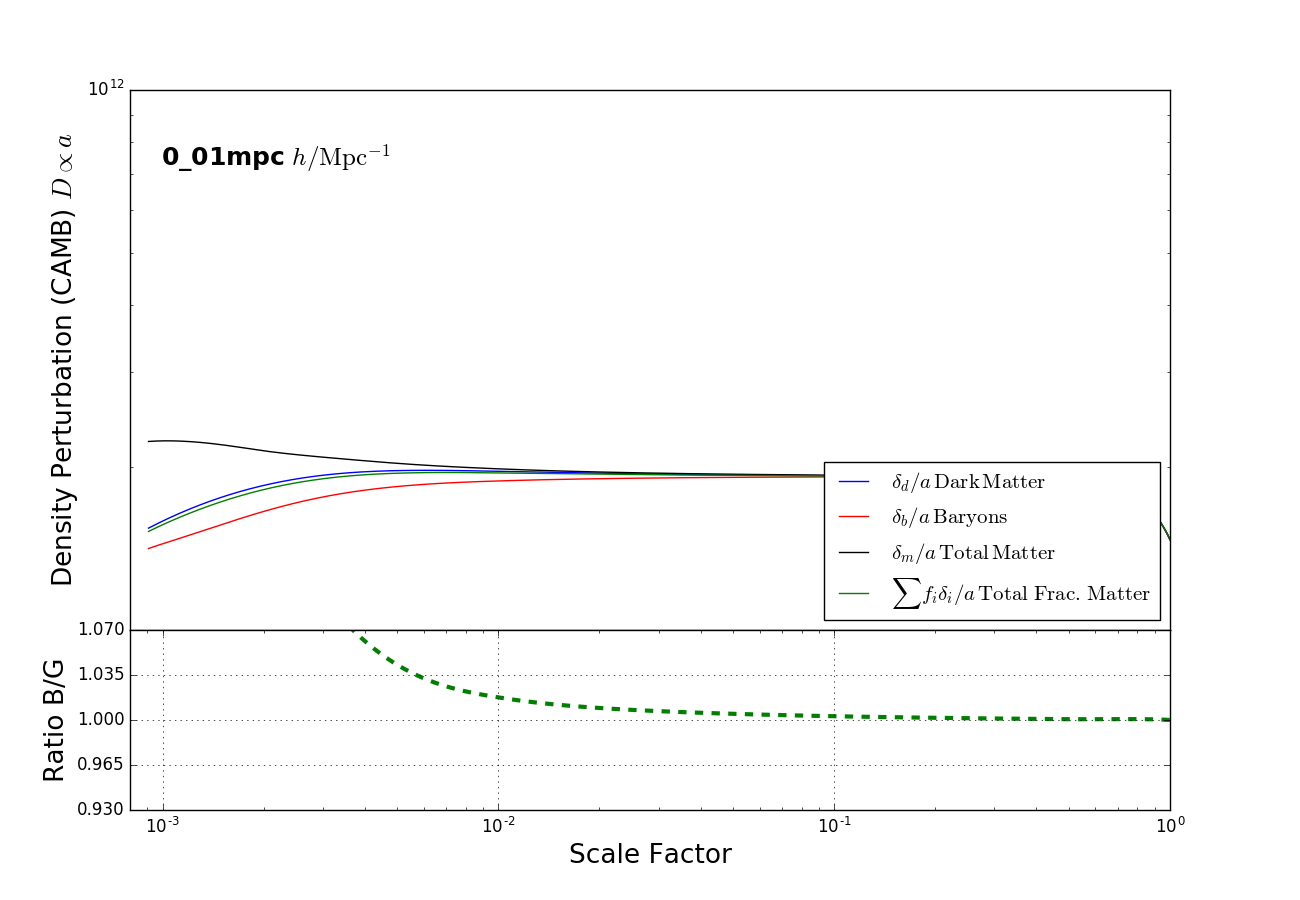 10^12
Density Perturbation (CAMB) D ∝ a
0_01mpc h/Mpc^−1
δ_d/a Dark Matter
δ_b/a Baryons
δ_m/a Total Matter
∑ f_i δ_i/a Total Frac. Matter
Ratio B/G
1.070
1.035
1.000
0.965
0.930
10^-3 10^-2 10^-1 10^0
Scale Factor